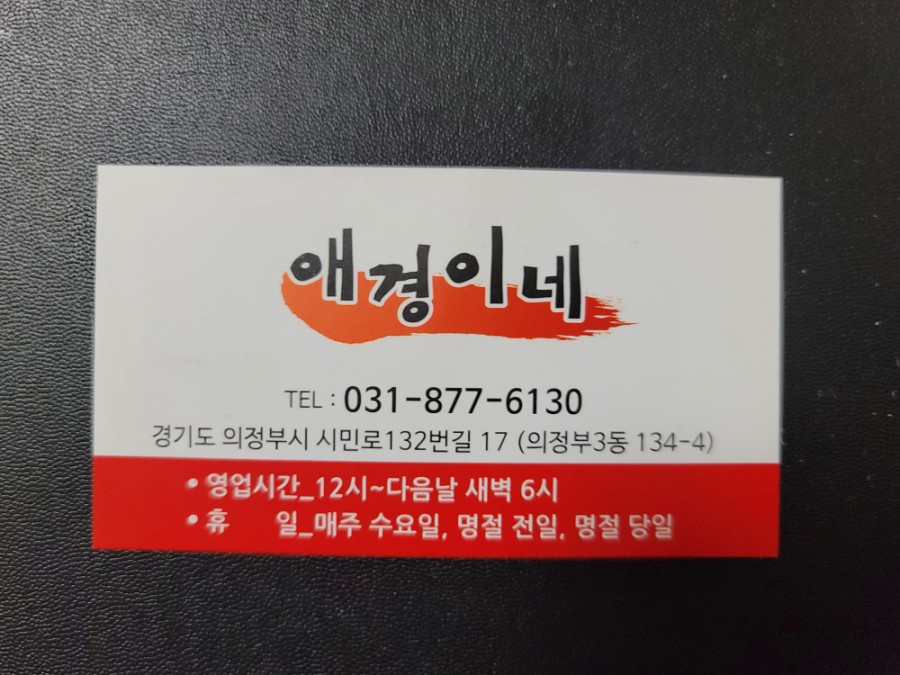 애경이네
TEL : 031-877-6130
경기도 의정부시 시민로132번길 17 (의정부3동 134-4)
• 영업시간_12시~다음날 새벽 6시
• 휴 일_매주 수요일, 명절 전일, 명절 당일